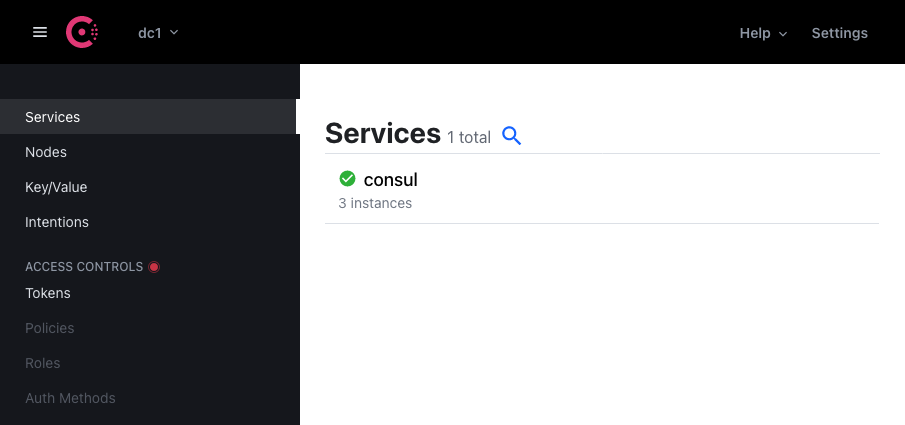 dc1
Help
Settings
Services
Nodes
Key/Value
Intentions
ACCESS CONTROLS
Tokens
Policies
Roles
Auth Methods
Services 1 total
consul
3 instances